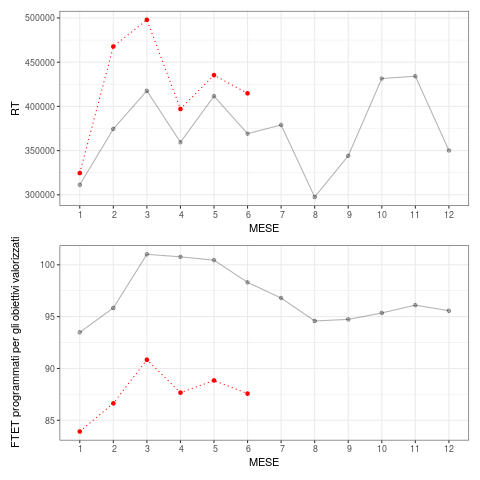 RT
500000
450000
400000
350000
300000
1 2 3 4 5 6 7 8 9 10 11 12
MESE
FTET programmati per gli obiettivi valorizzati
100
95
90
85
1 2 3 4 5 6 7 8 9 10 11 12
MESE